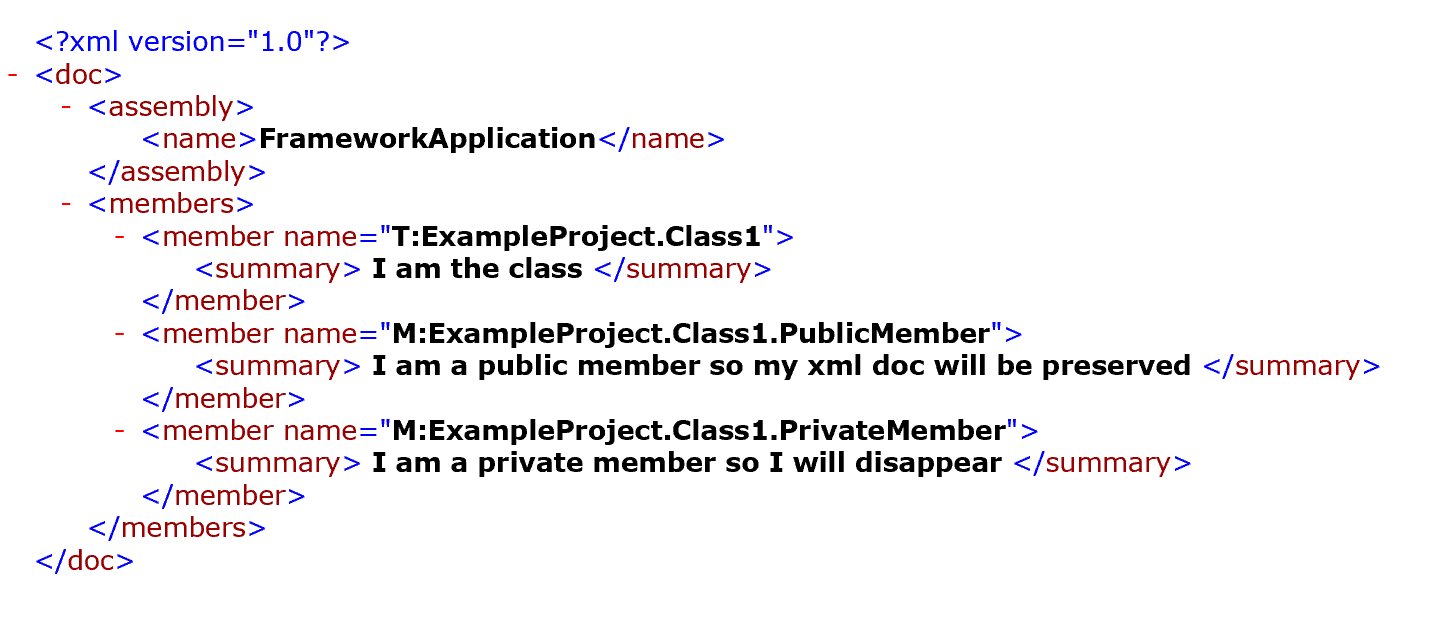 <?xml version="1.0"?>
- <doc>
- <assembly>
<name>FrameworkApplication</name>
</assembly>
- <members>
- <member name="T:ExampleProject.Class1">
<summary> I am the class </summary>
</member>
- <member name="M:ExampleProject.Class1.PublicMember">
<summary> I am a public member so my xml doc will be preserved </summary>
</member>
- <member name="M:ExampleProject.Class1.PrivateMember">
<summary> I am a private member so I will disappear </summary>
</member>
</members>
</doc>